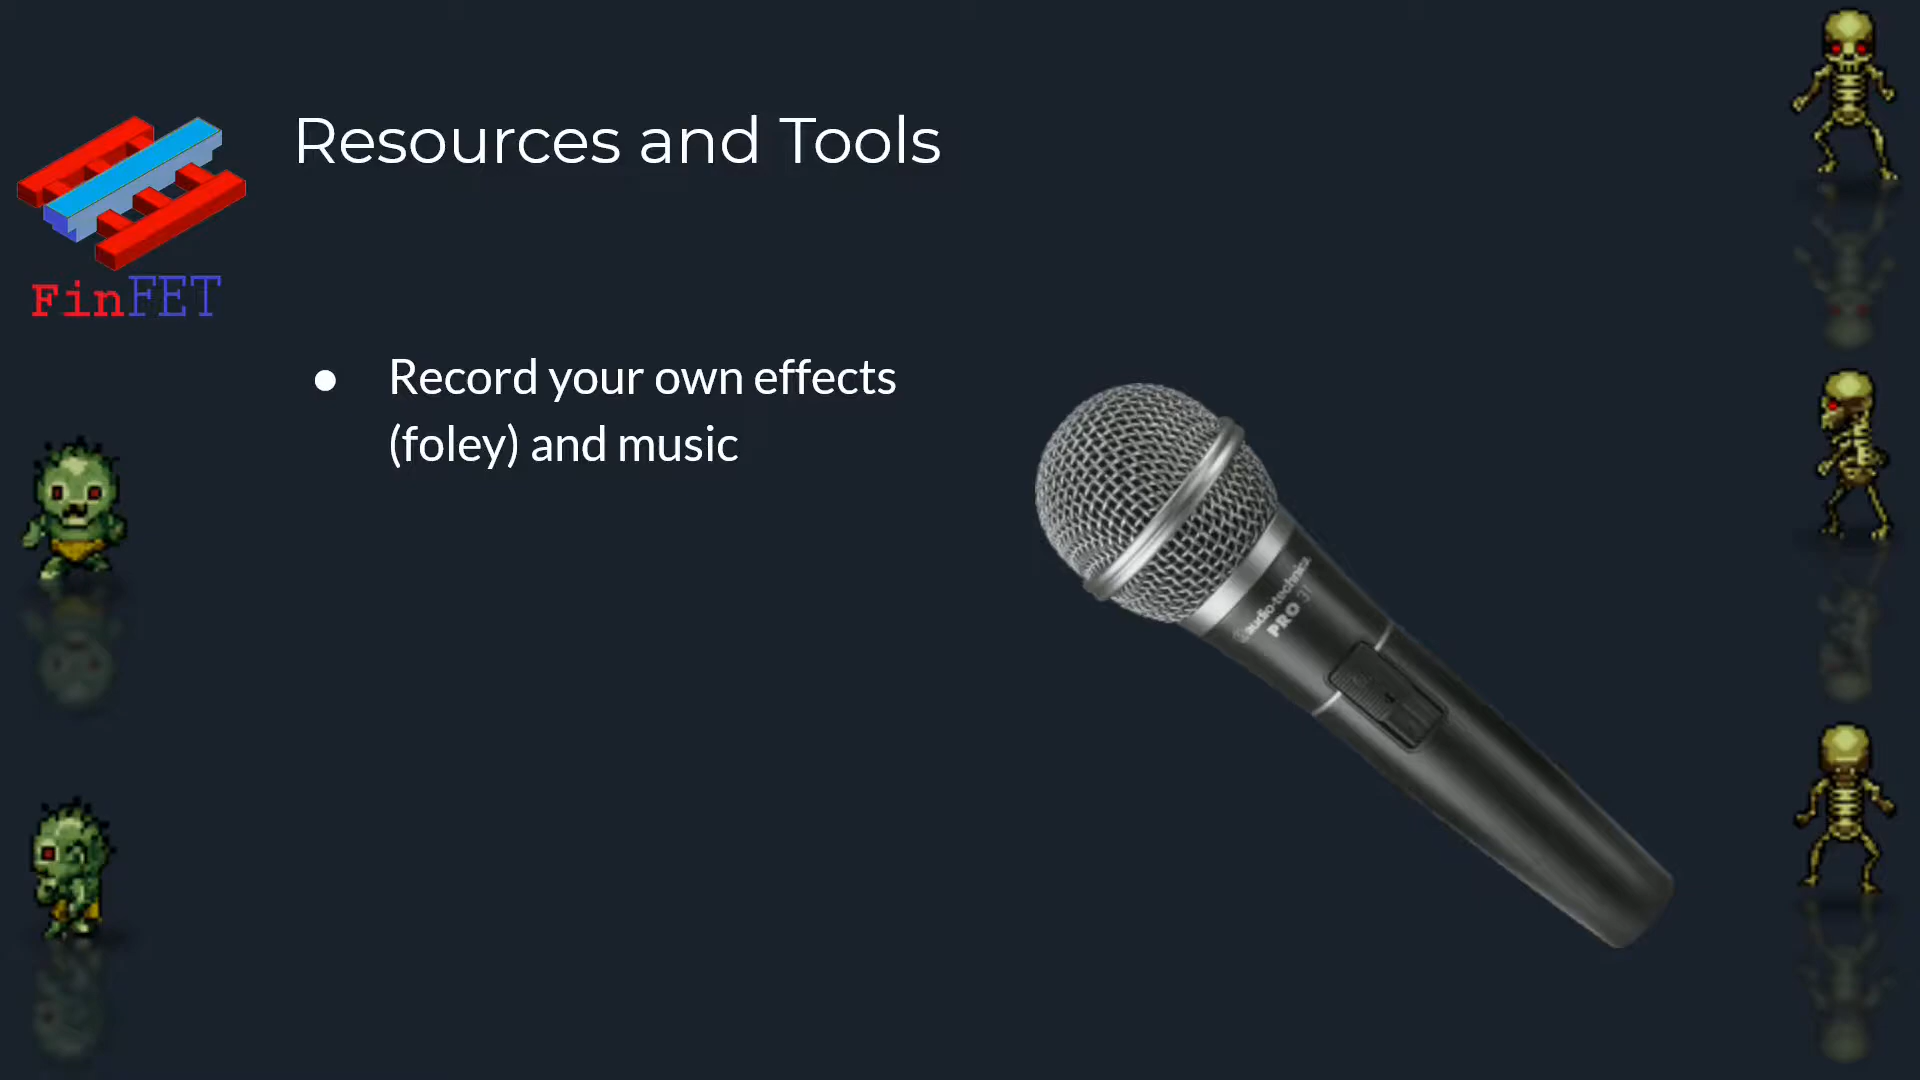 Resources and Tools
FinFET
● Record your own effects
(foley) and music
audio-technica
PRO 31